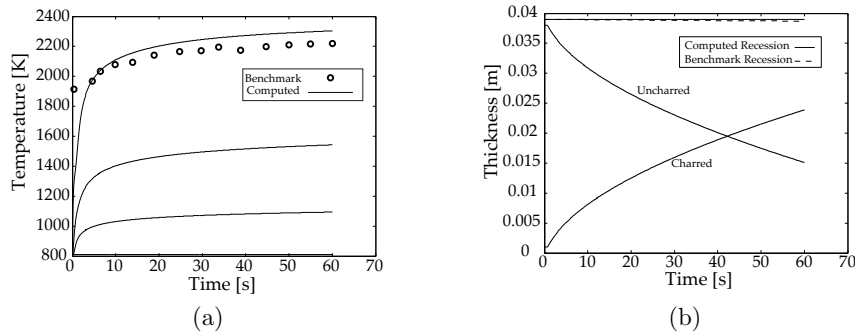 2400
2200
2000
1800
1600
1400
1200
1000
800
Temperature [K]
Benchmark
Computed
0 10 20 30 40 50 60 70
Time [s]
(a)
0.04
0.035
0.03
0.025
0.02
0.015
0.01
0.005
0
Thickness [m]
Computed Recession
Benchmark Recession
Uncharred
Charred
0 10 20 30 40 50 60 70
Time [s]
(b)